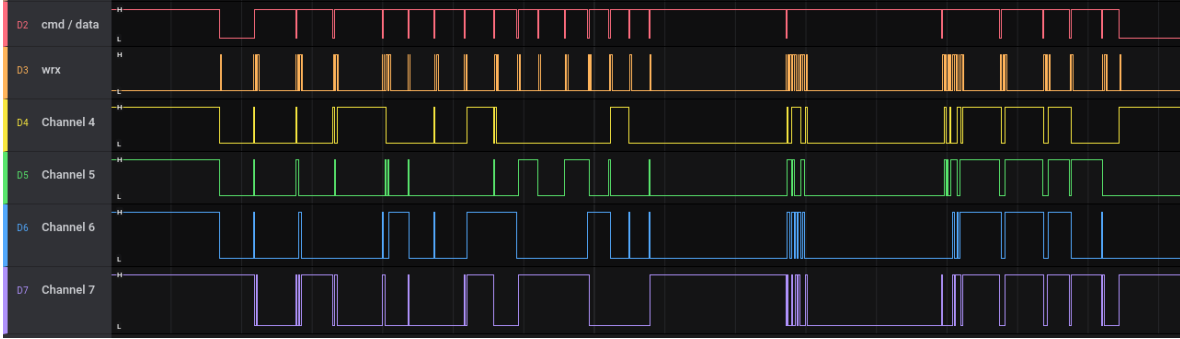 D2 cmd / data H L
D3 wrx H L
D4 Channel 4 H L
D5 Channel 5 H L
D6 Channel 6 H L
D7 Channel 7 H L